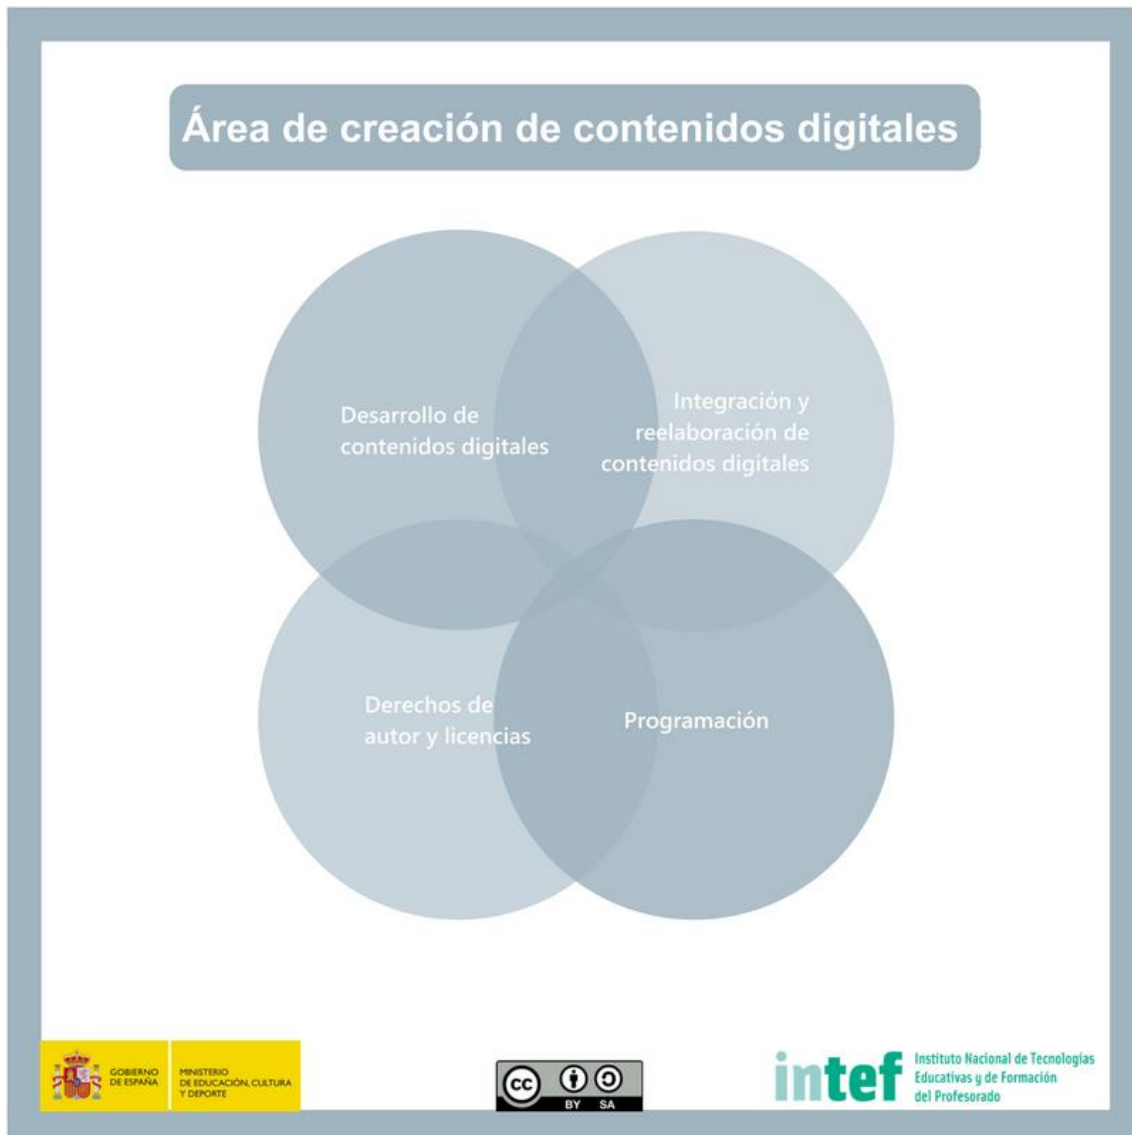 Área de creación de contenidos digitales
Desarrollo de
contenidos digitales
Integración y
reelaboración de
contenidos digitales
Derechos de
autor y licencias
Programación
GOBIERNO
DE ESPAÑA
MINISTERIO
DE EDUCACIÓN, CULTURA
Y DEPORTE
cc
BY SA
intef
Instituto Nacional de Tecnologías
Educativas y de Formación
del Profesorado